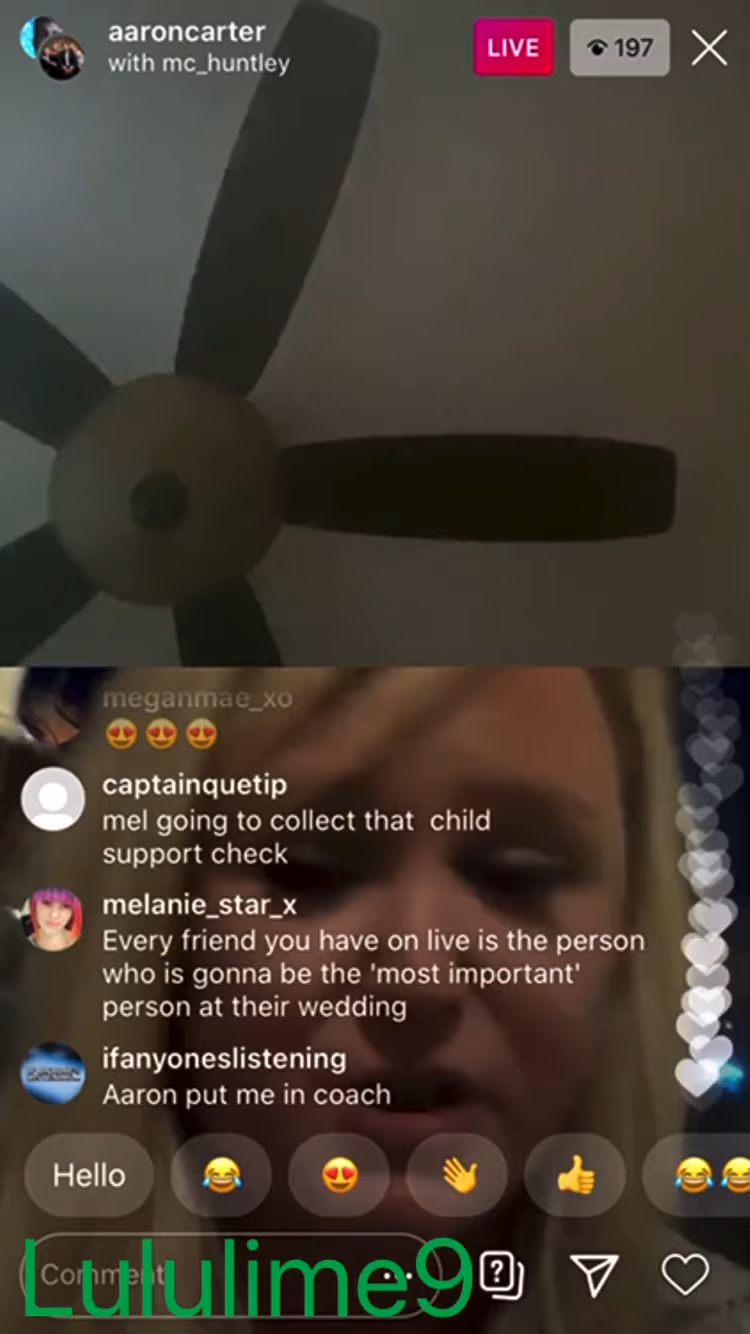 aaroncarter
with mc_huntley
LIVE
197
meganmae_xo
😍 😍 😍
captainquetip
mel going to collect that child
support check
melanie_star_x
Every friend you have on live is the person
who is gonna be the 'most important'
person at their wedding
ifanyoneslistening
Aaron put me in coach
Hello 😂 😍 👋 👍 😂😂
Comment
Lululime9